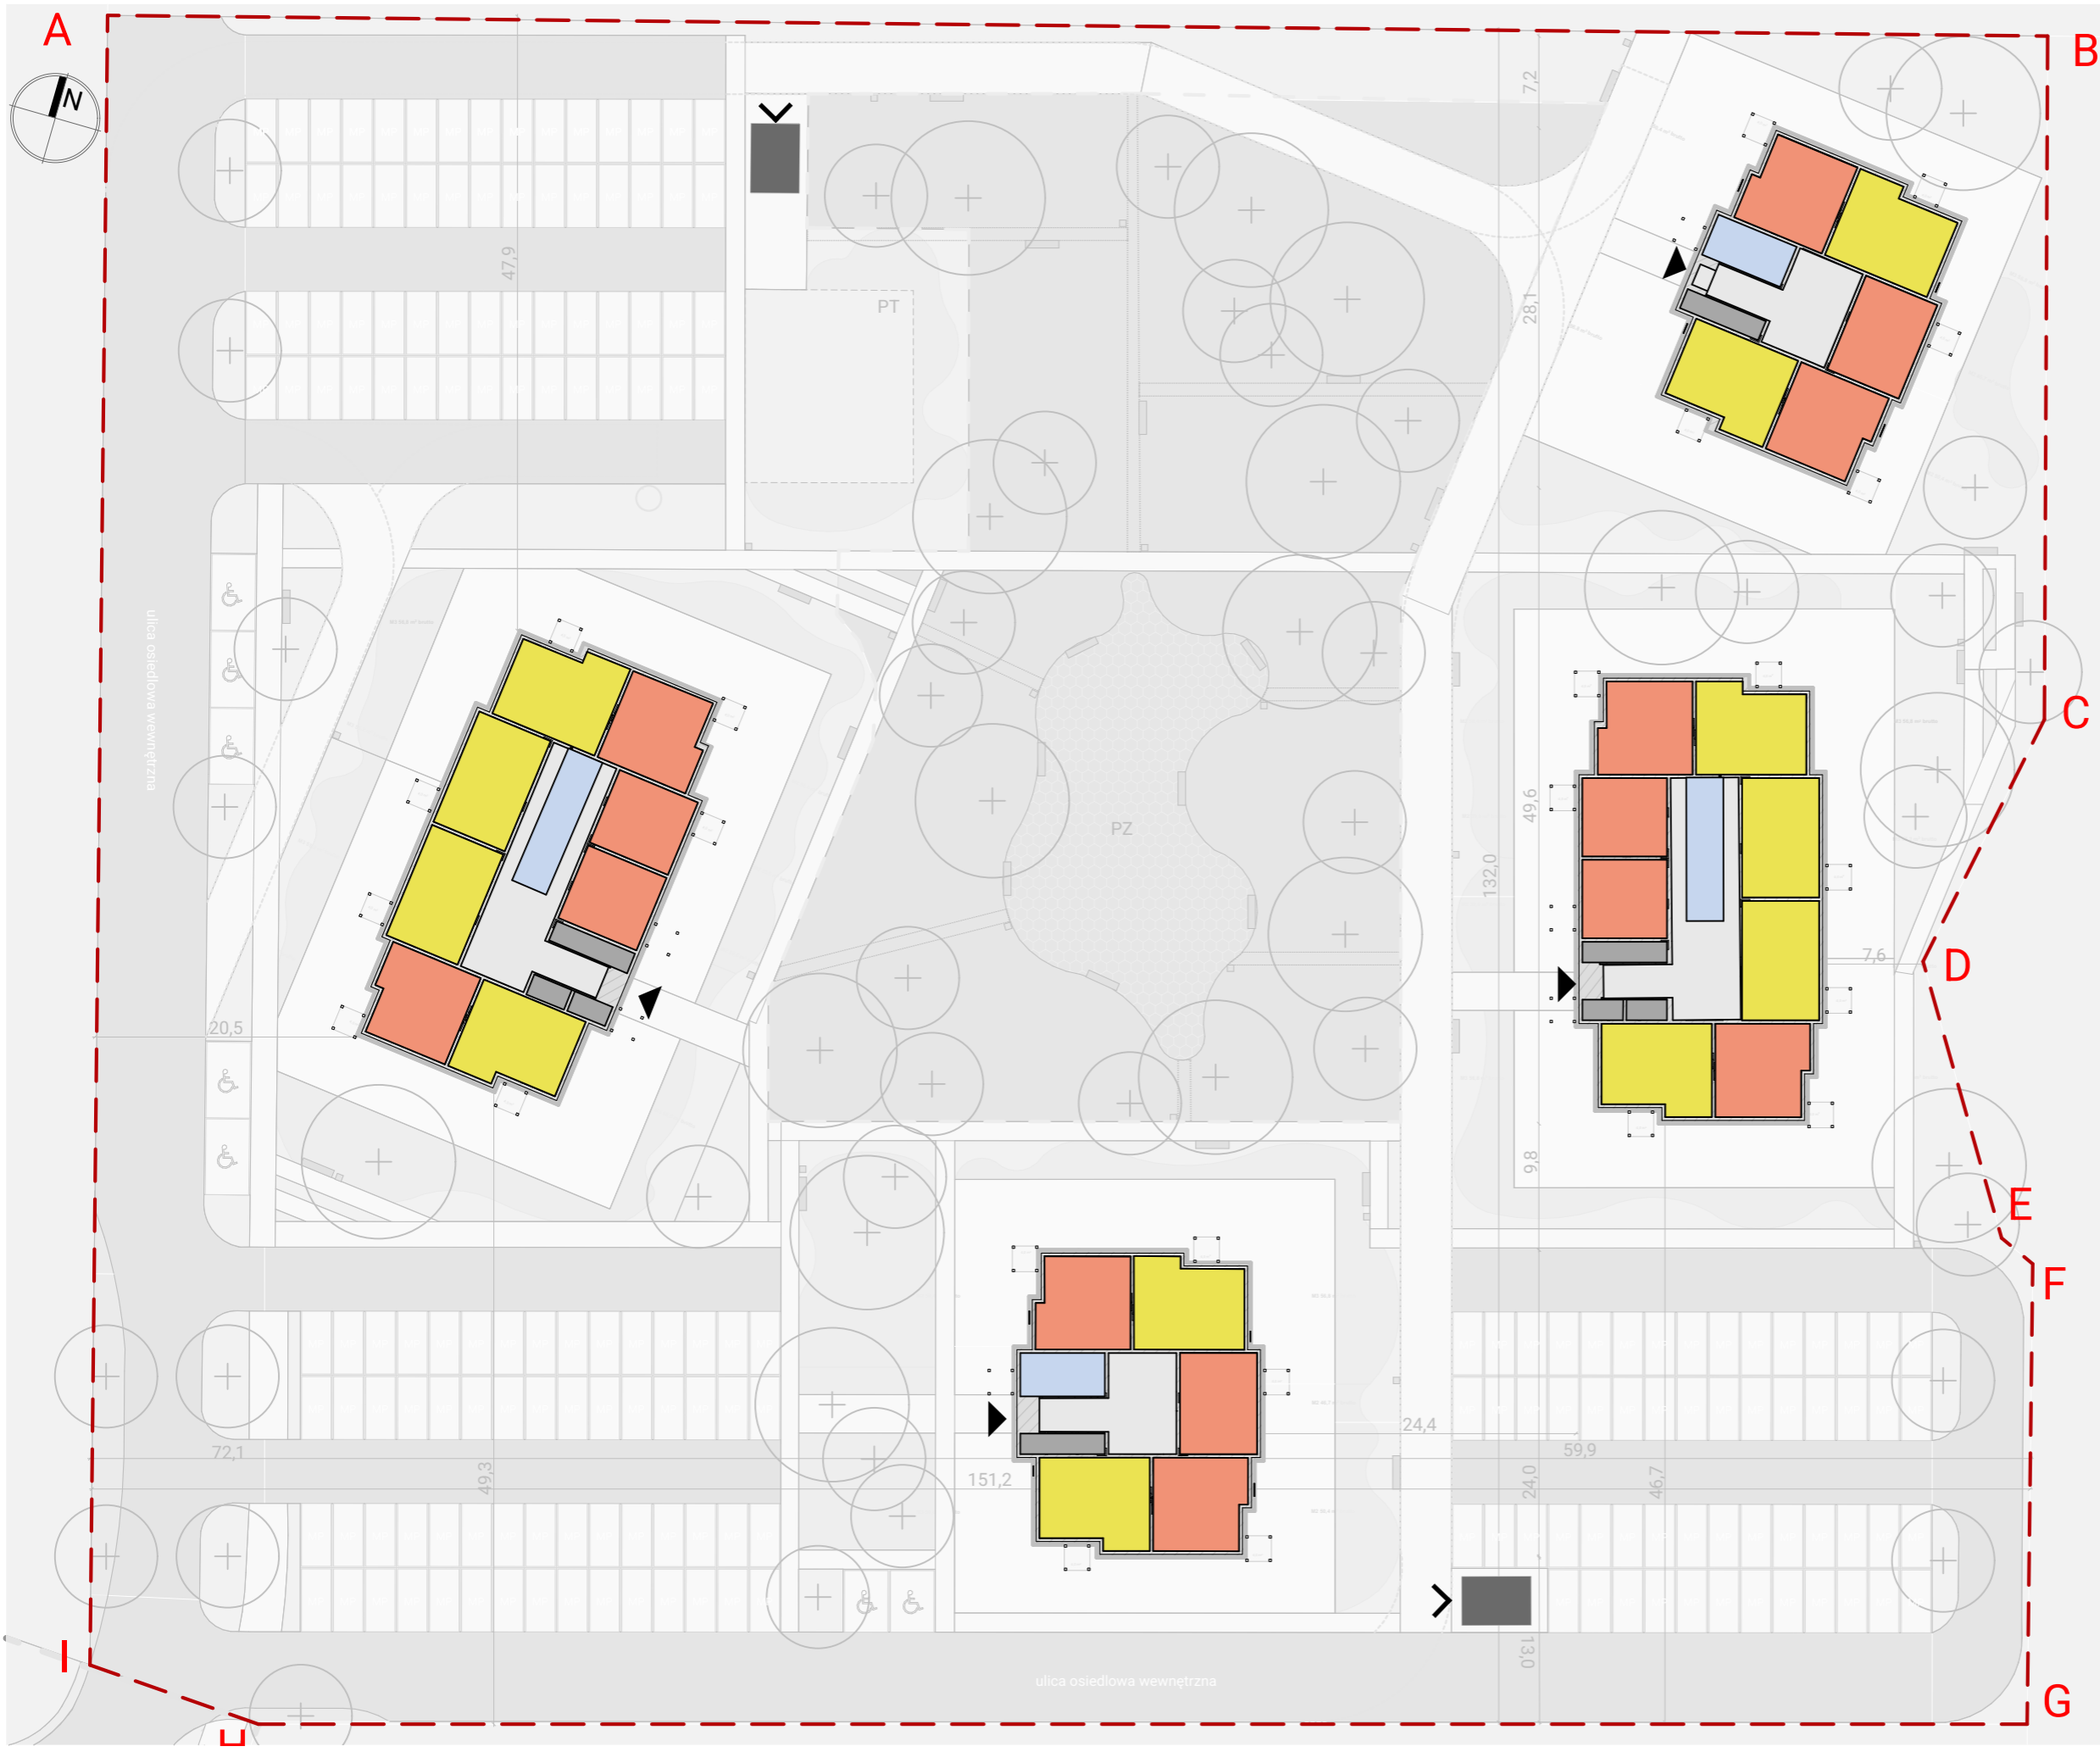 A
B
N
7,2
47,9
28,1
PT
ulica osiedlowa wewnętrzna
C
49,6
PZ
132,0
7,6
D
20,5
9,8
E
F
24,4
72,1
59,9
151,2
49,3
24,0
46,7
13,0
I
ulica osiedlowa wewnętrzna
G
H